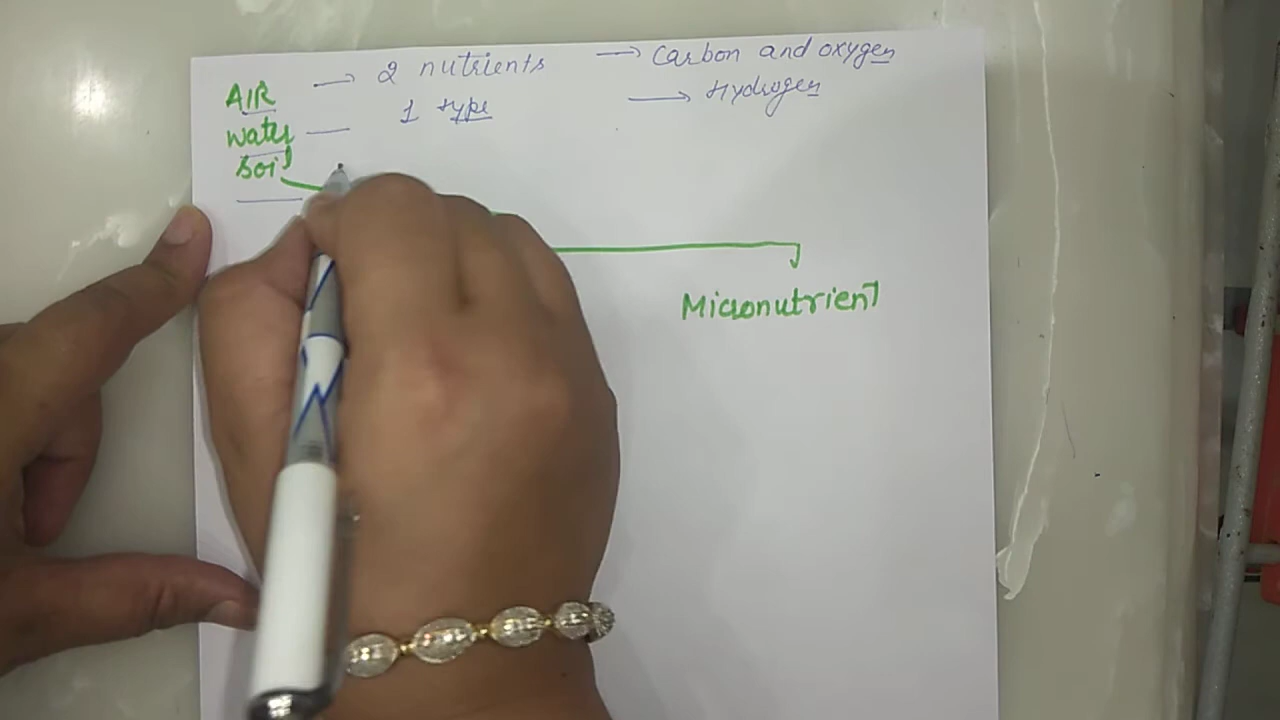 AIR → 2 nutrients → Carbon and oxygen
Water — 1 type → Hydrogen
Soil
Micronutrient